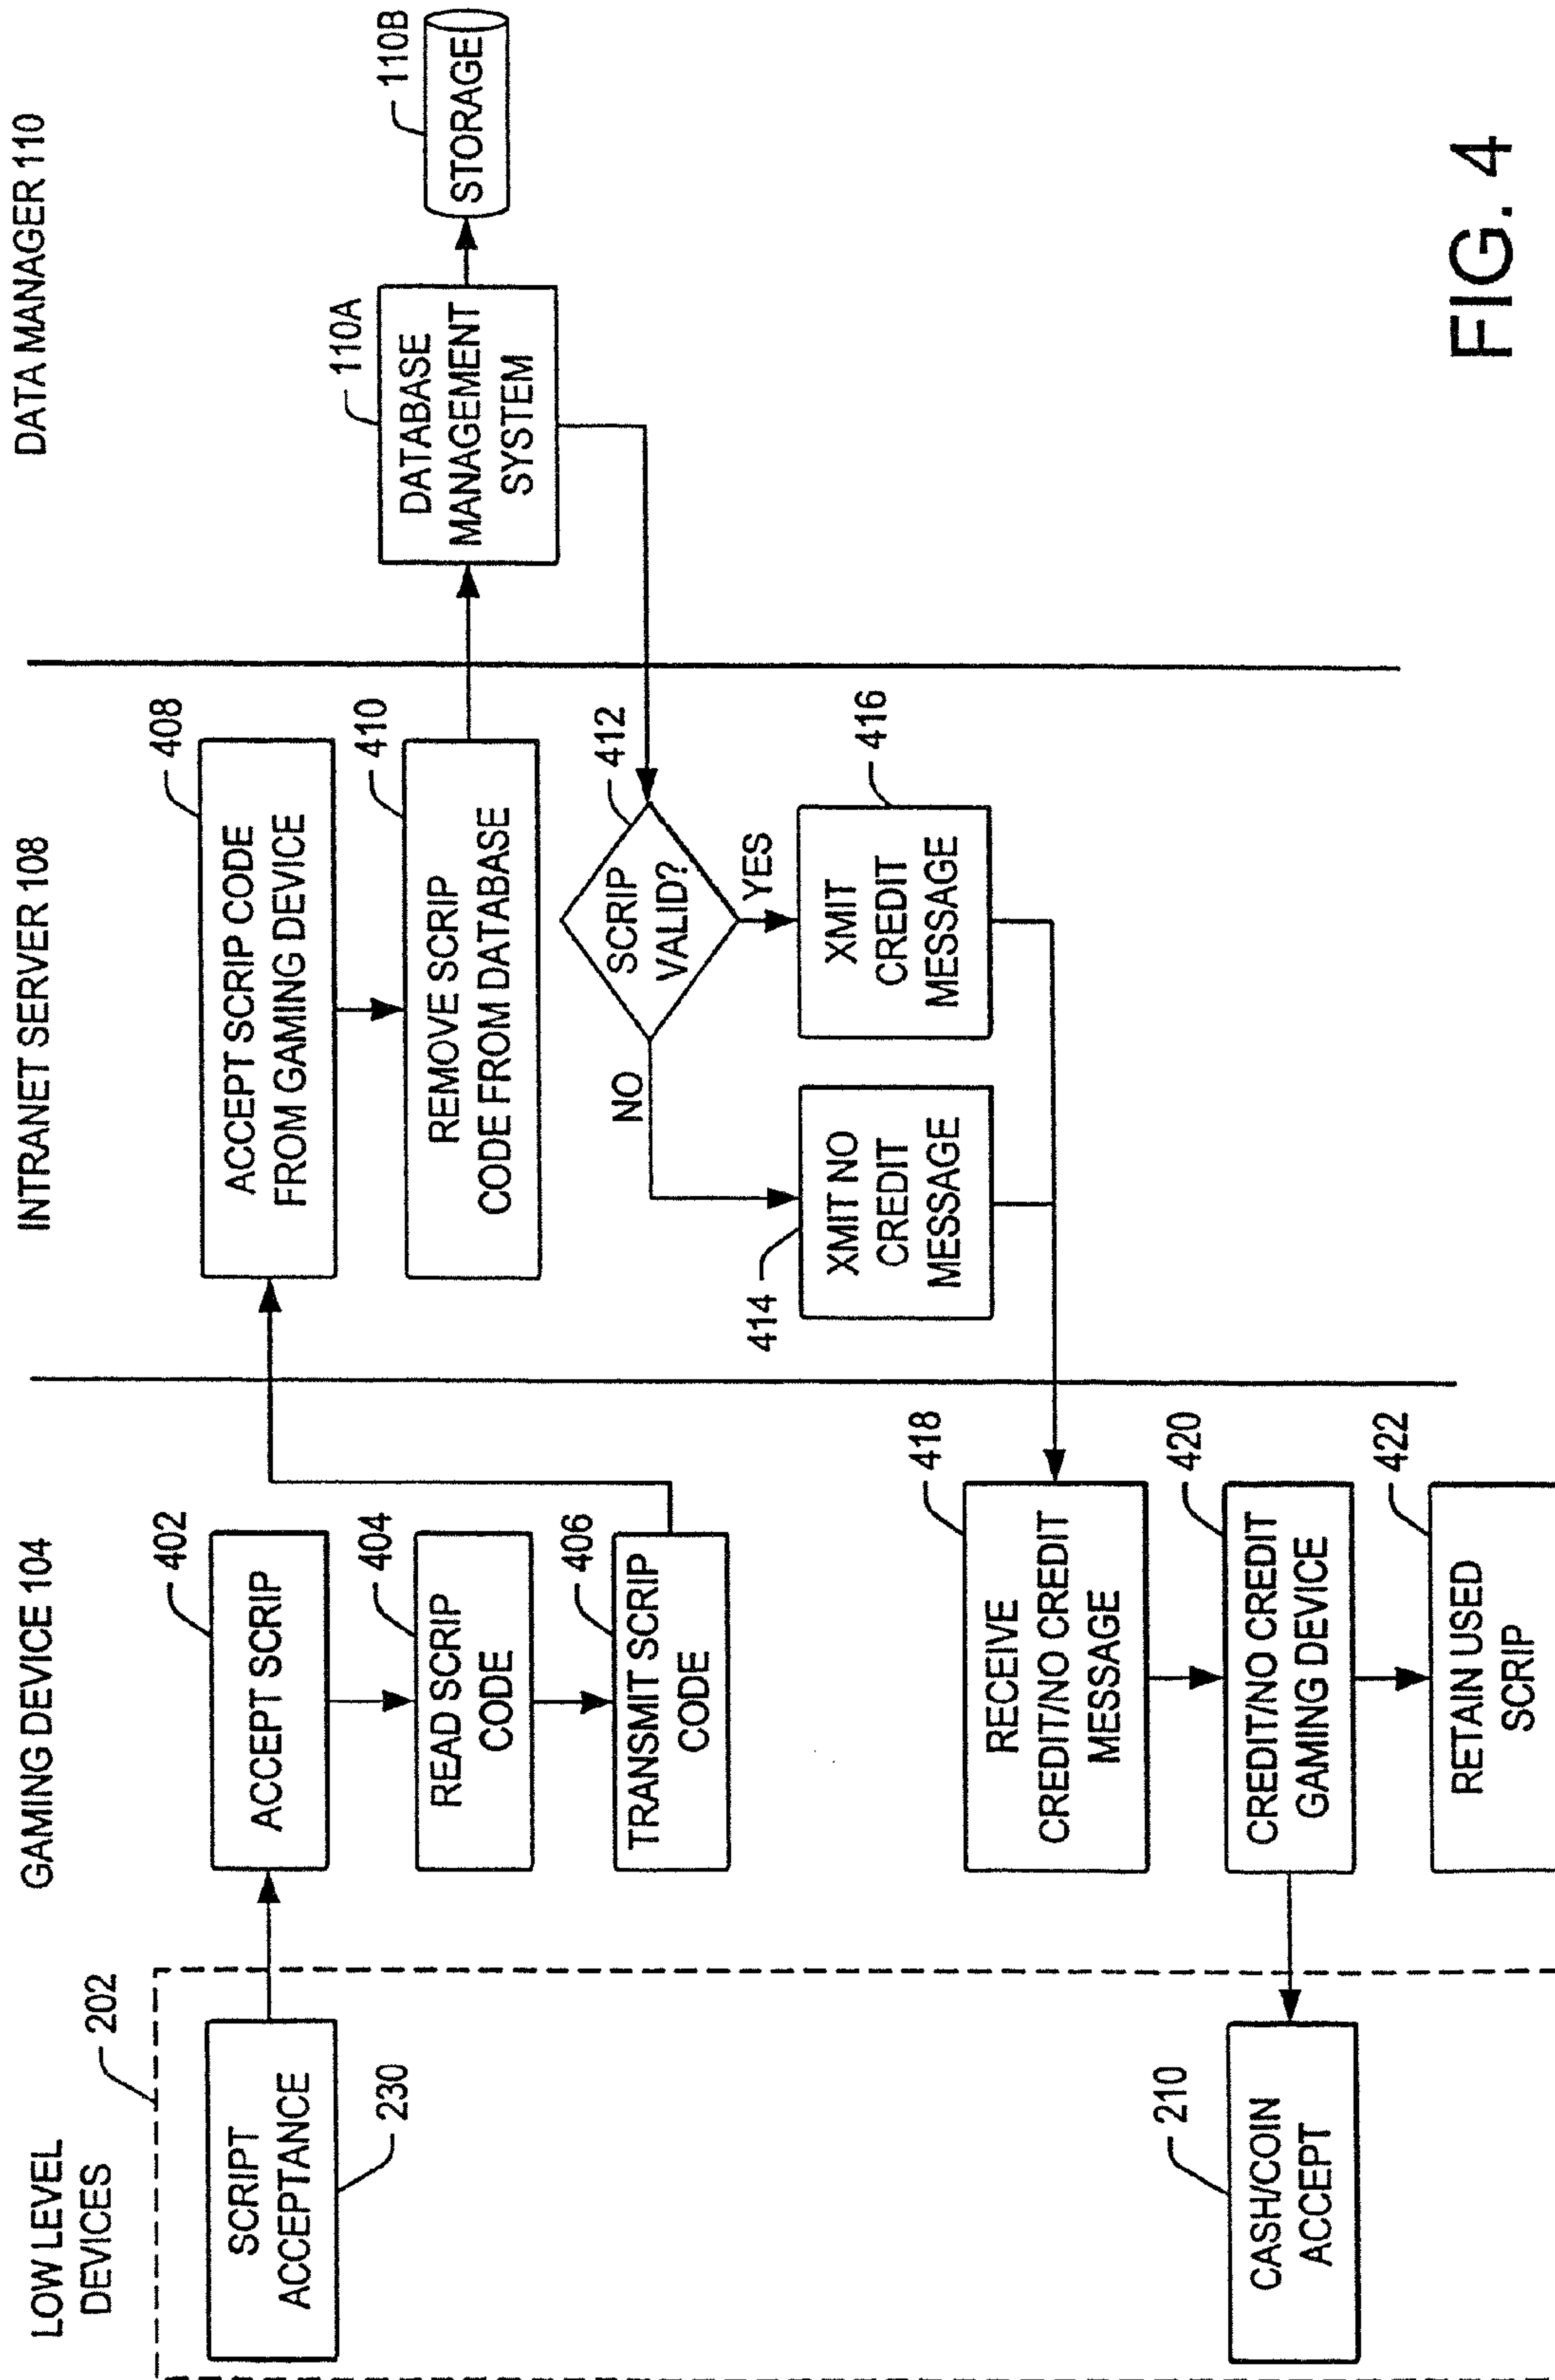 LOW LEVEL
DEVICES
202
SCRIPT
ACCEPTANCE
230
CASH/COIN
ACCEPT
210
GAMING DEVICE 104
ACCEPT SCRIP
402
READ SCRIP
CODE
404
TRANSMIT SCRIP
CODE
406
RECEIVE
CREDIT/NO CREDIT
MESSAGE
418
CREDIT/NO CREDIT
GAMING DEVICE
420
RETAIN USED
SCRIP
422
INTRANET SERVER 108
ACCEPT SCRIP CODE
FROM GAMING DEVICE
408
REMOVE SCRIP
CODE FROM DATABASE
410
SCRIP
VALID?
412
NO
YES
XMIT NO
CREDIT
MESSAGE
414
XMIT
CREDIT
MESSAGE
416
DATA MANAGER 110
DATABASE
MANAGEMENT
SYSTEM
110A
STORAGE
110B
FIG. 4